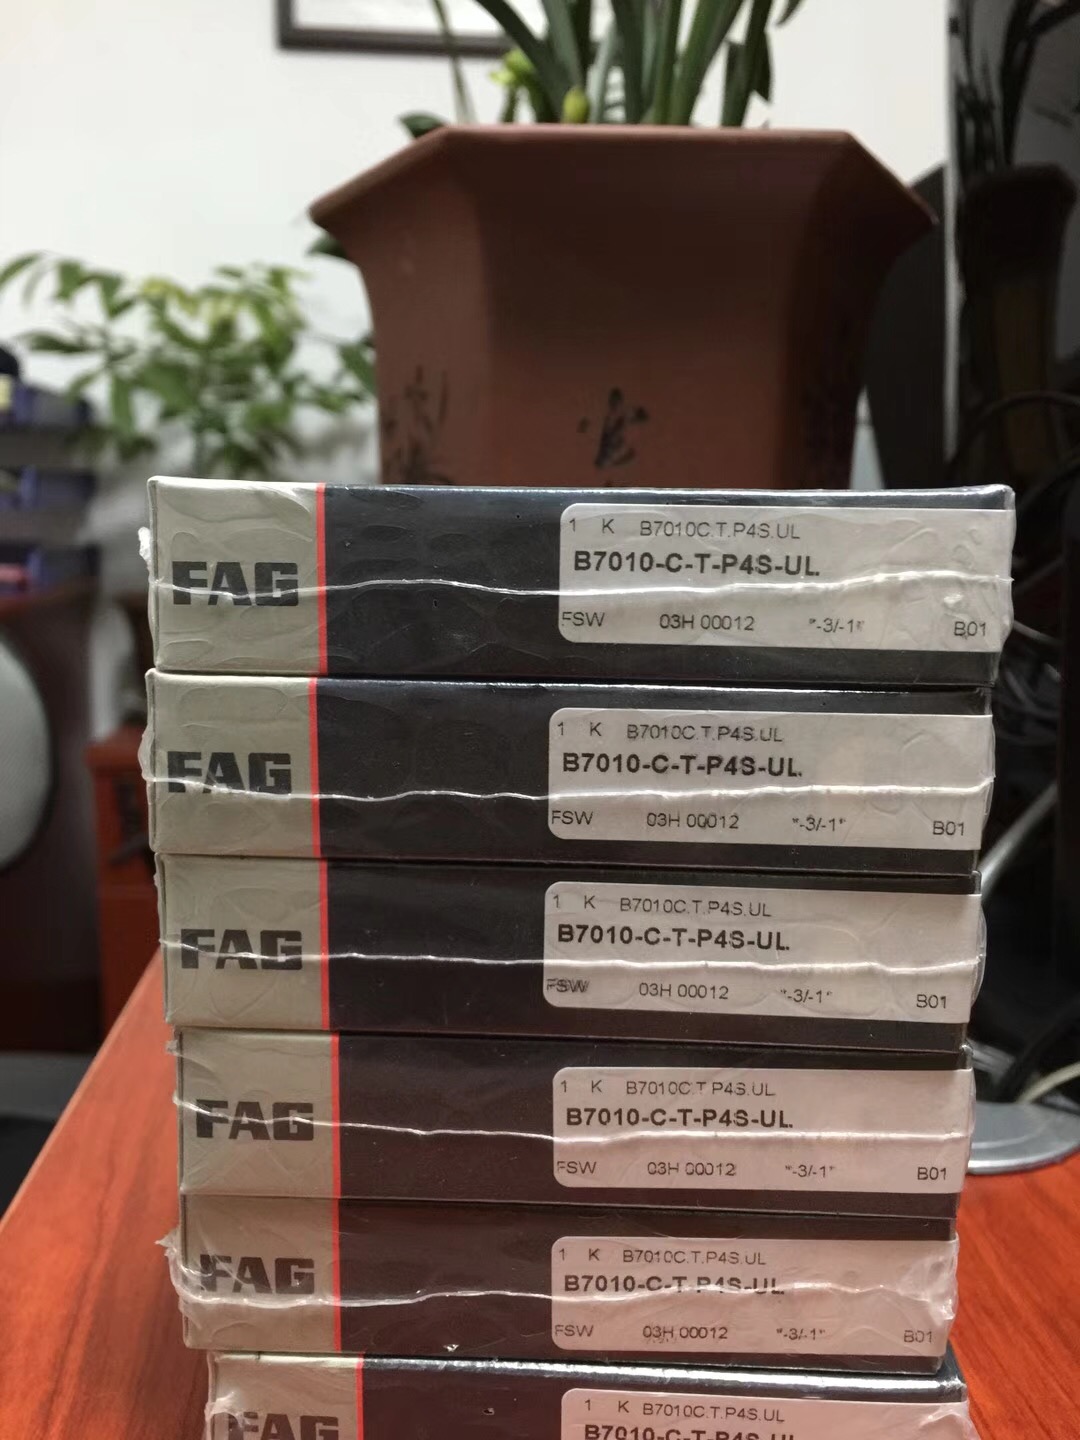 FAG
1 K B7010C.T.P4S.UL
B7010-C-T-P4S-UL
FSW 03H 00012 "-3/-1" B01
FAG
1 K B7010C.T.P4S.UL
B7010-C-T-P4S-UL
FSW 03H 00012 "-3/-1" B01
FAG
1 K B7010C.T.P4S.UL
B7010-C-T-P4S-UL
FSW 03H 00012 "-3/-1" B01
FAG
1 K B7010C.T.P4S.UL
B7010-C-T-P4S-UL
FSW 03H 00012 "-3/-1" B01
FAG
1 K B7010C.T.P4S.UL
B7010-C-T-P4S-UL
FSW 03H 00012 "-3/-1" B01
FAG
1 K B7010C.T.P4S.UL
B7010-C-T-P4S-UL